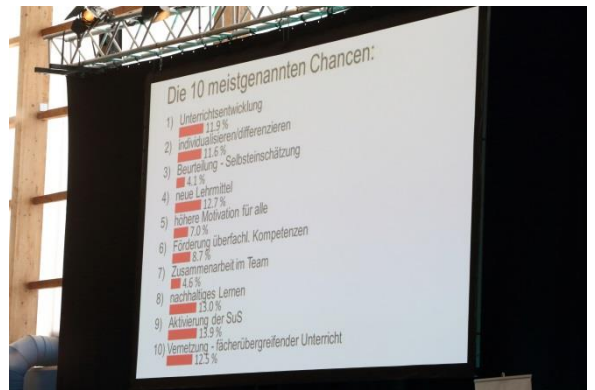 Die 10 meistgenannten Chancen:
1) Unterrichtsentwicklung
11.9 %
2) individualisieren/differenzieren
11.6 %
3) Beurteilung - Selbsteinschätzung
4.1 %
4) neue Lehrmittel
12.7 %
5) höhere Motivation für alle
7.0 %
6) Förderung überfachl. Kompetenzen
8.7 %
7) Zusammenarbeit im Team
4.6 %
8) nachhaltiges Lernen
13.0 %
9) Aktivierung der SuS
13.9 %
10) Vernetzung - fächerübergreifender Unterricht
12.5 %